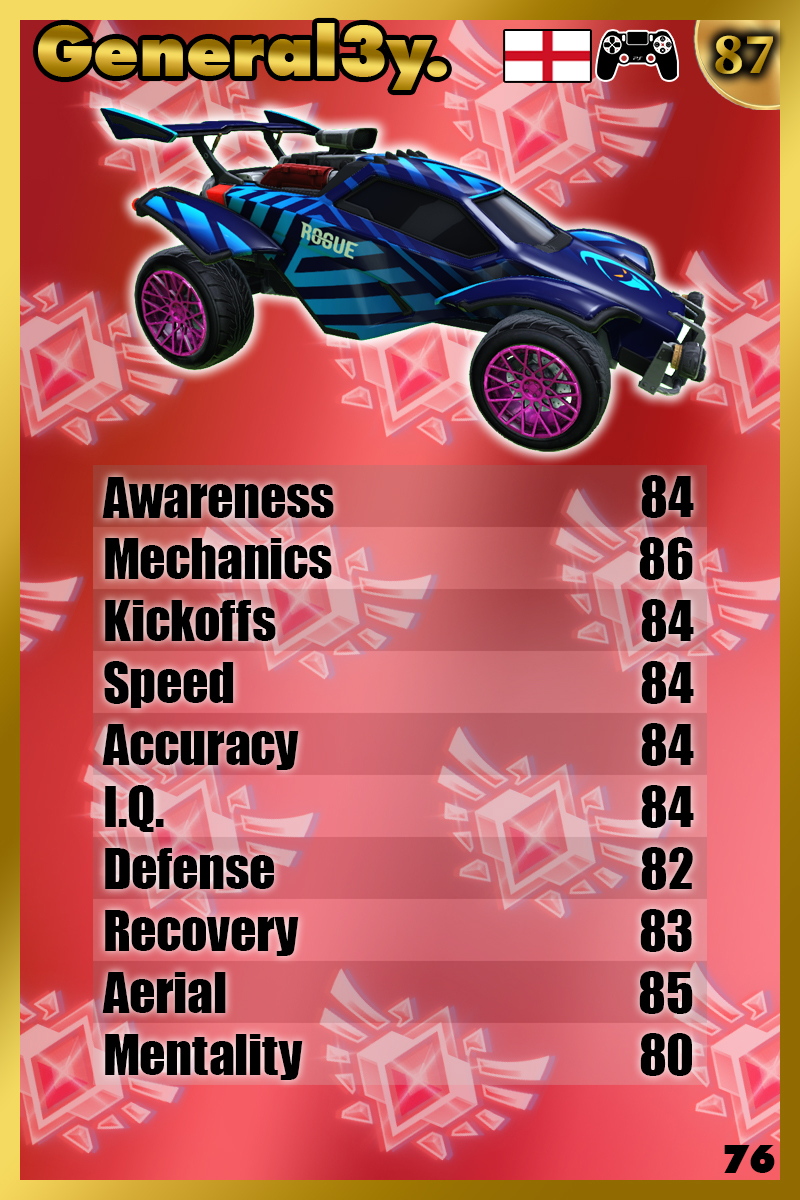 General3y.
87
ROGUE
Awareness 84
Mechanics 86
Kickoffs 84
Speed 84
Accuracy 84
I.Q. 84
Defense 82
Recovery 83
Aerial 85
Mentality 80
76